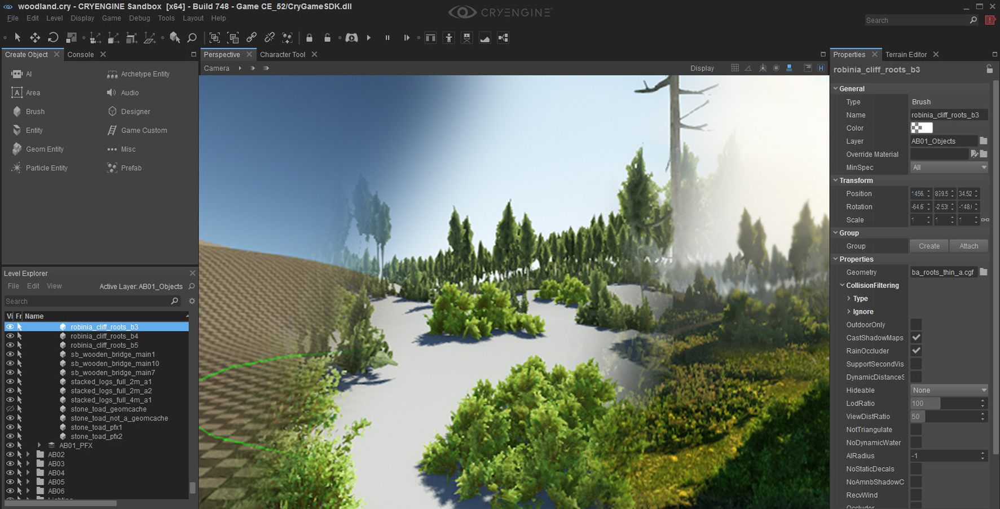 woodland.cry - CRYENGINE Sandbox [x64] - Build 748 - Game CE_52/CryGameSDK.dll
CRYENGINE
File Edit Level Display Game Debug Tools Layout Help
Search
Create Object Console
Perspective Character Tool
Properties Terrain Editor
Camera
Display
H
AI Archetype Entity
Area Audio
Brush Designer
Entity Game Custom
Geom Entity Misc
Particle Entity Prefab
Level Explorer
File Edit View Active Layer: AB01_Objects
Search
Vi Fr Name
robinia_cliff_roots_b3
robinia_cliff_roots_b4
robinia_cliff_roots_b5
sb_wooden_bridge_main1
sb_wooden_bridge_main10
sb_wooden_bridge_main7
stacked_logs_full_2m_a1
stacked_logs_full_2m_a2
stacked_logs_full_4m_a1
stone_toad_geomcache
stone_toad_not_a_geomcache
stone_toad_pfx1
stone_toad_pfx2
AB01_PFX
AB02
AB03
AB04
AB05
AB06
robinia_cliff_roots_b3
General
Type Brush
Name robinia_cliff_roots_b3
Color
Layer AB01_Objects
Override Material
MinSpec All
Transform
Position 1456. 899.5 34.52
Rotation -64.6 -2.53 -148.
Scale 1 1 1
Group
Group Create Attach
Properties
Geometry ba_roots_thin_a.cgf
CollisionFiltering
Type
Ignore
OutdoorOnly
CastShadowMaps
RainOccluder
SupportSecondVis
DynamicDistanceS
Hideable None
LodRatio 100
ViewDistRatio 50
NotTriangulate
NoDynamicWater
AIRadius -1
NoStaticDecals
NoAmnbShadowC
RecvWind